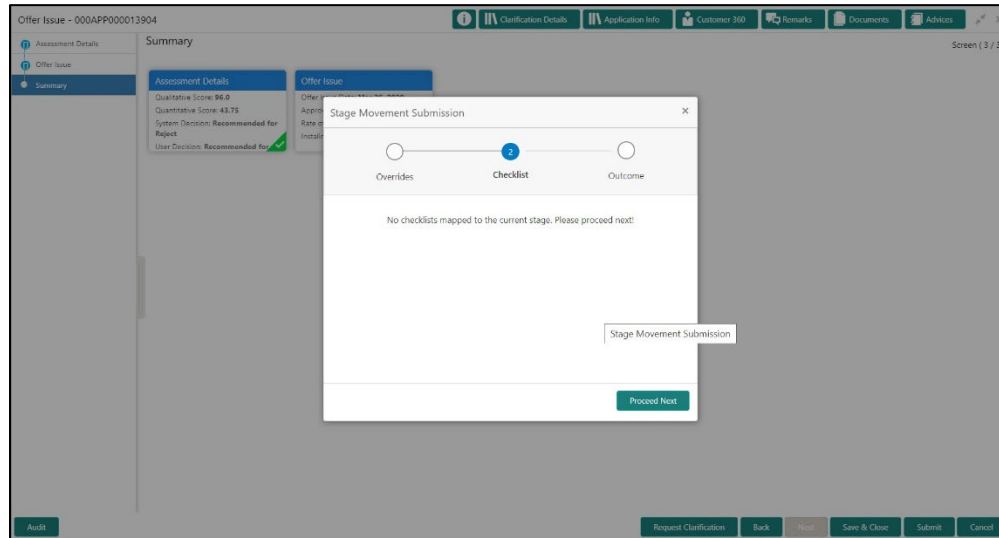 Offer Issue - 000APP000013904
Clarification Details
Application Info
Customer 360
Remarks
Documents
Advices
Assessment Details
Offer Issue
Summary
Summary
Screen ( 3 / 3
Assessment Details
Qualitative Score: 96.0
Quantitative Score: 43.75
System Decision: Recommended for
Reject
User Decision: Recommended for
Offer Issue
Stage Movement Submission
2
Overrides
Checklist
Outcome
No checklists mapped to the current stage. Please proceed next!
Stage Movement Submission
Proceed Next
Audit
Request Clarification
Back
Next
Save & Close
Submit
Cancel